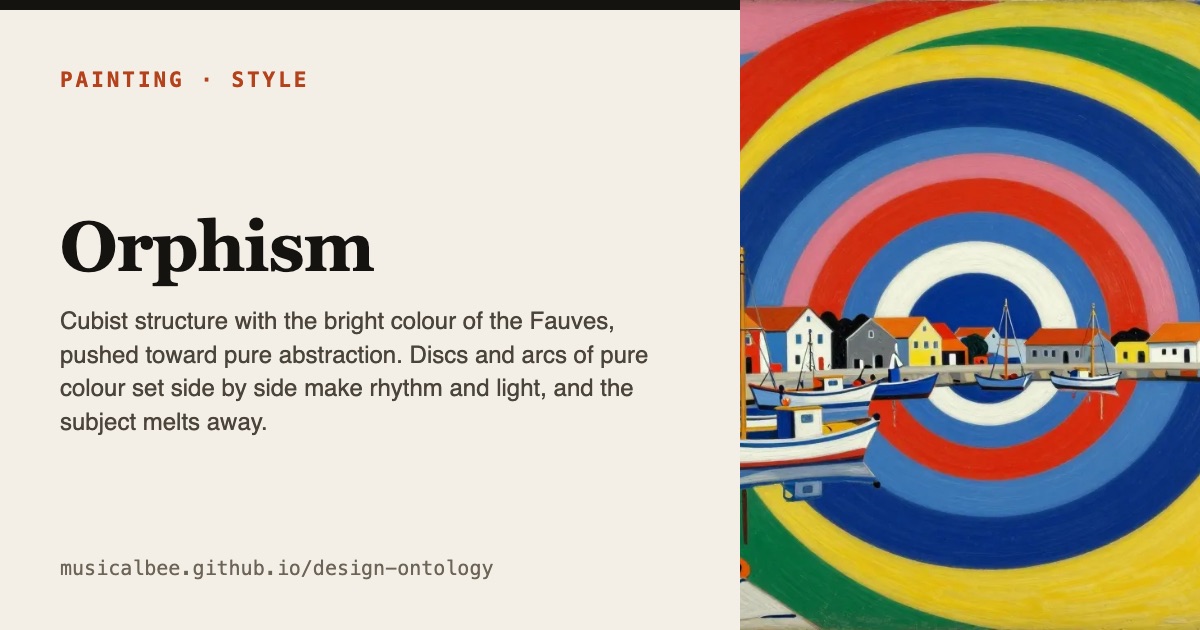 PAINTING · STYLE
Orphism
Cubist structure with the bright colour of the Fauves,
pushed toward pure abstraction. Discs and arcs of pure
colour set side by side make rhythm and light, and the
subject melts away.
musicalbee.github.io/design-ontology